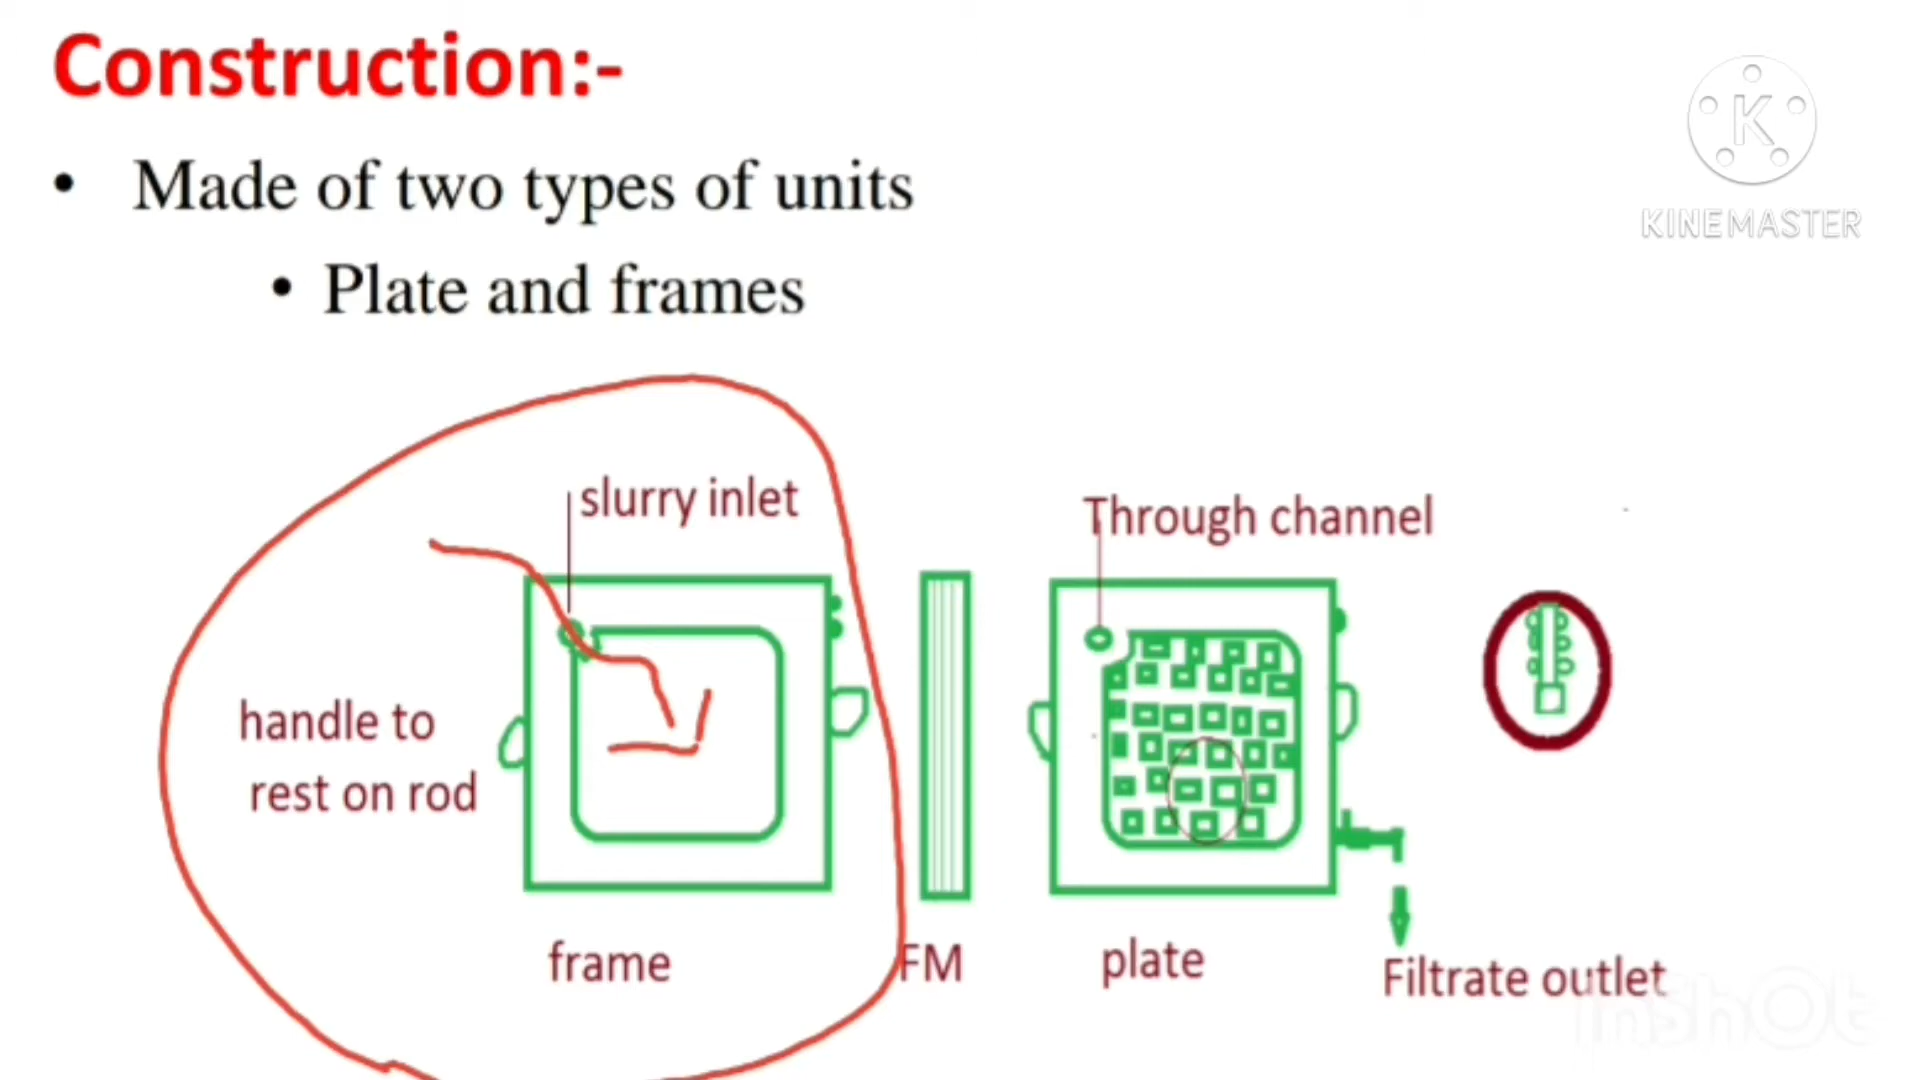 Construction:-
• Made of two types of units
• Plate and frames
K
KINEMASTER
slurry inlet
Through channel
handle to
rest on rod
frame
FM
plate
Filtrate outlet
InShOt